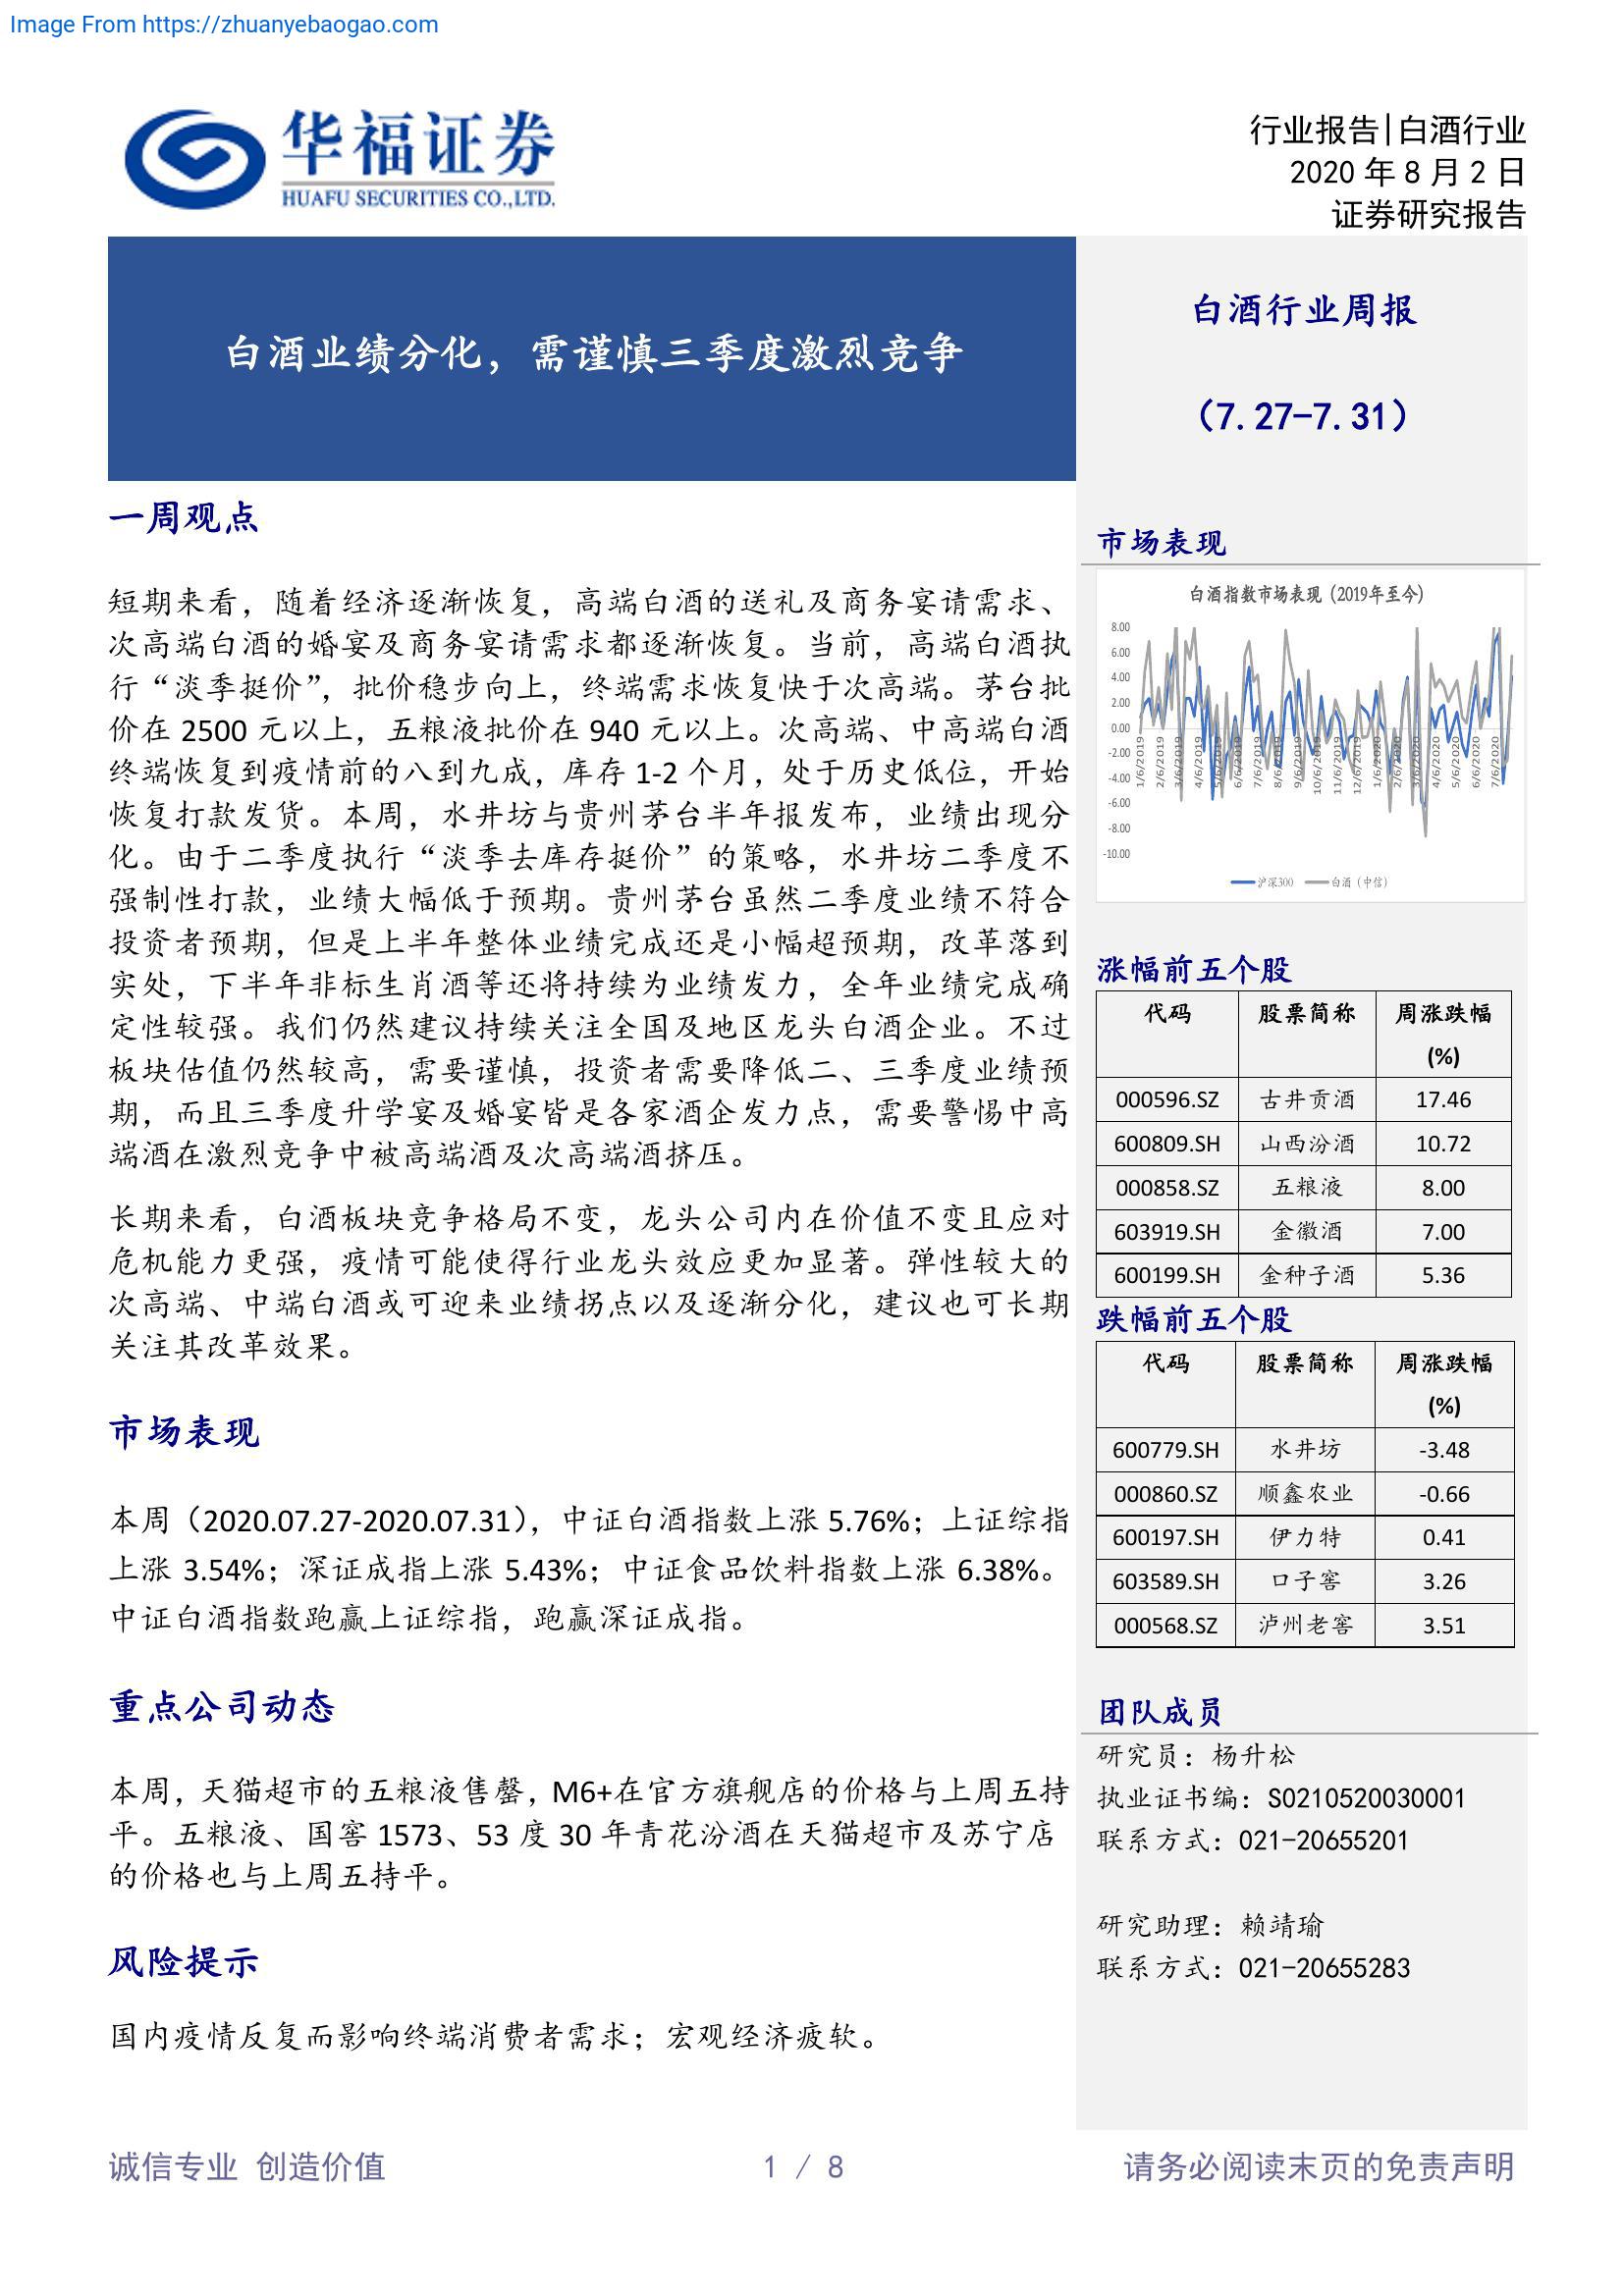 Image From https://zhuanyebaogao.com
华福证券
HUAFU SECURITIES CO.,LTD.
行业报告|白酒行业
2020 年 8 月 2 日
证券研究报告
白酒业绩分化，需谨慎三季度激烈竞争
白酒行业周报
（7.27-7.31）
一周观点
短期来看，随着经济逐渐恢复，高端白酒的送礼及商务宴请需求、
次高端白酒的婚宴及商务宴请需求都逐渐恢复。当前，高端白酒执
行“淡季挺价”，批价稳步向上，终端需求恢复快于次高端。茅台批
价在 2500 元以上，五粮液批价在 940 元以上。次高端、中高端白酒
终端恢复到疫情前的八到九成，库存 1-2 个月，处于历史低位，开始
恢复打款发货。本周，水井坊与贵州茅台半年报发布，业绩出现分
化。由于二季度执行“淡季去库存挺价”的策略，水井坊二季度不
强制性打款，业绩大幅低于预期。贵州茅台虽然二季度业绩不符合
投资者预期，但是上半年整体业绩完成还是小幅超预期，改革落到
实处，下半年非标生肖酒等还将持续为业绩发力，全年业绩完成确
定性较强。我们仍然建议持续关注全国及地区龙头白酒企业。不过
板块估值仍然较高，需要谨慎，投资者需要降低二、三季度业绩预
期，而且三季度升学宴及婚宴皆是各家酒企发力点，需要警惕中高
端酒在激烈竞争中被高端酒及次高端酒挤压。
长期来看，白酒板块竞争格局不变，龙头公司内在价值不变且应对
危机能力更强，疫情可能使得行业龙头效应更加显著。弹性较大的
次高端、中端白酒或可迎来业绩拐点以及逐渐分化，建议也可长期
关注其改革效果。
市场表现
本周（2020.07.27-2020.07.31），中证白酒指数上涨 5.76%；上证综指
上涨 3.54%；深证成指上涨 5.43%；中证食品饮料指数上涨 6.38%。
中证白酒指数跑赢上证综指，跑赢深证成指。
重点公司动态
本周，天猫超市的五粮液售罄，M6+在官方旗舰店的价格与上周五持
平。五粮液、国窖 1573、53 度 30 年青花汾酒在天猫超市及苏宁店
的价格也与上周五持平。
风险提示
国内疫情反复而影响终端消费者需求；宏观经济疲软。
市场表现
白酒指数市场表现（2019年至今）
8.00
6.00
4.00
2.00
0.00
-2.00
-4.00
-6.00
-8.00
-10.00
1/6/2019
2/6/2019
3/6/2019
4/6/2019
5/6/2019
6/6/2019
7/6/2019
8/6/2019
9/6/2019
10/6/2019
11/6/2019
12/6/2019
1/6/2020
2/6/2020
3/6/2020
4/6/2020
5/6/2020
6/6/2020
7/6/2020
沪深300 白酒（中信）
涨幅前五个股
代码 股票简称 周涨跌幅
(%)
000596.SZ 古井贡酒 17.46
600809.SH 山西汾酒 10.72
000858.SZ 五粮液 8.00
603919.SH 金徽酒 7.00
600199.SH 金种子酒 5.36
跌幅前五个股
代码 股票简称 周涨跌幅
(%)
600779.SH 水井坊 -3.48
000860.SZ 顺鑫农业 -0.66
600197.SH 伊力特 0.41
603589.SH 口子窖 3.26
000568.SZ 泸州老窖 3.51
团队成员
研究员：杨升松
执业证书编：S0210520030001
联系方式：021-20655201
研究助理：赖靖瑜
联系方式：021-20655283
诚信专业 创造价值
1 / 8
请务必阅读末页的免责声明